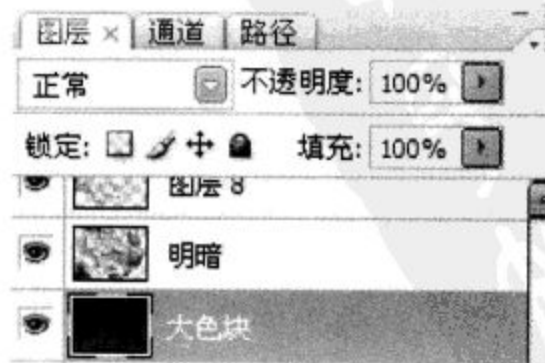 图层 × 通道 路径
正常 不透明度: 100%
锁定: 填充: 100%
图层 8
明暗
大色块